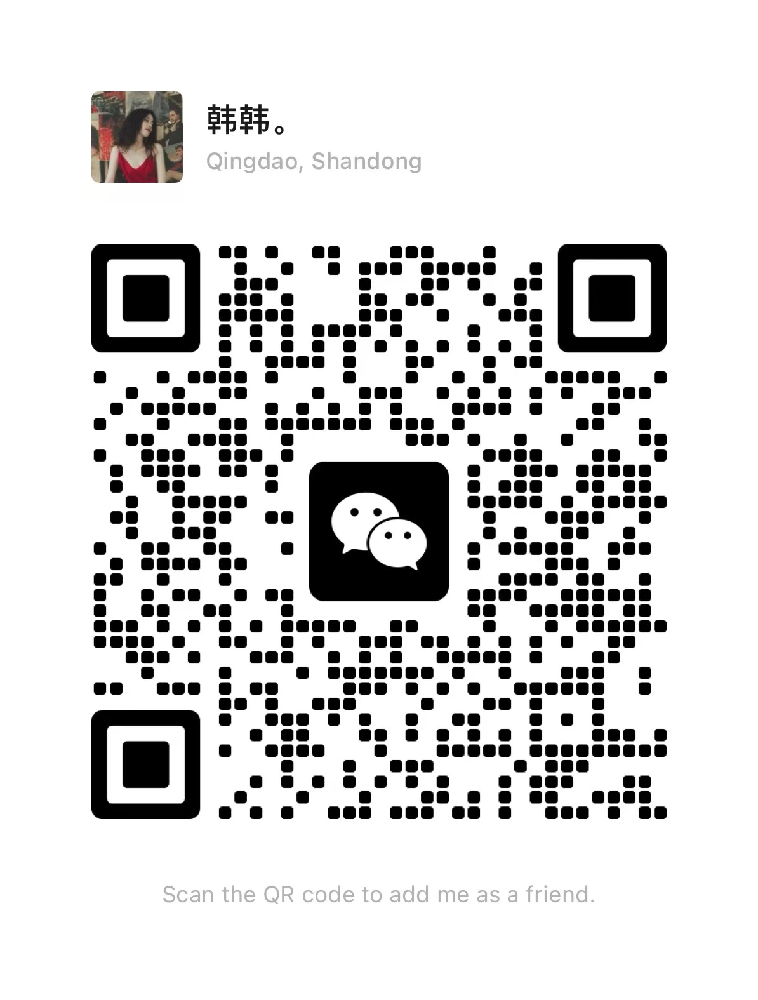 韩韩。
Qingdao, Shandong
Scan the QR code to add me as a friend.